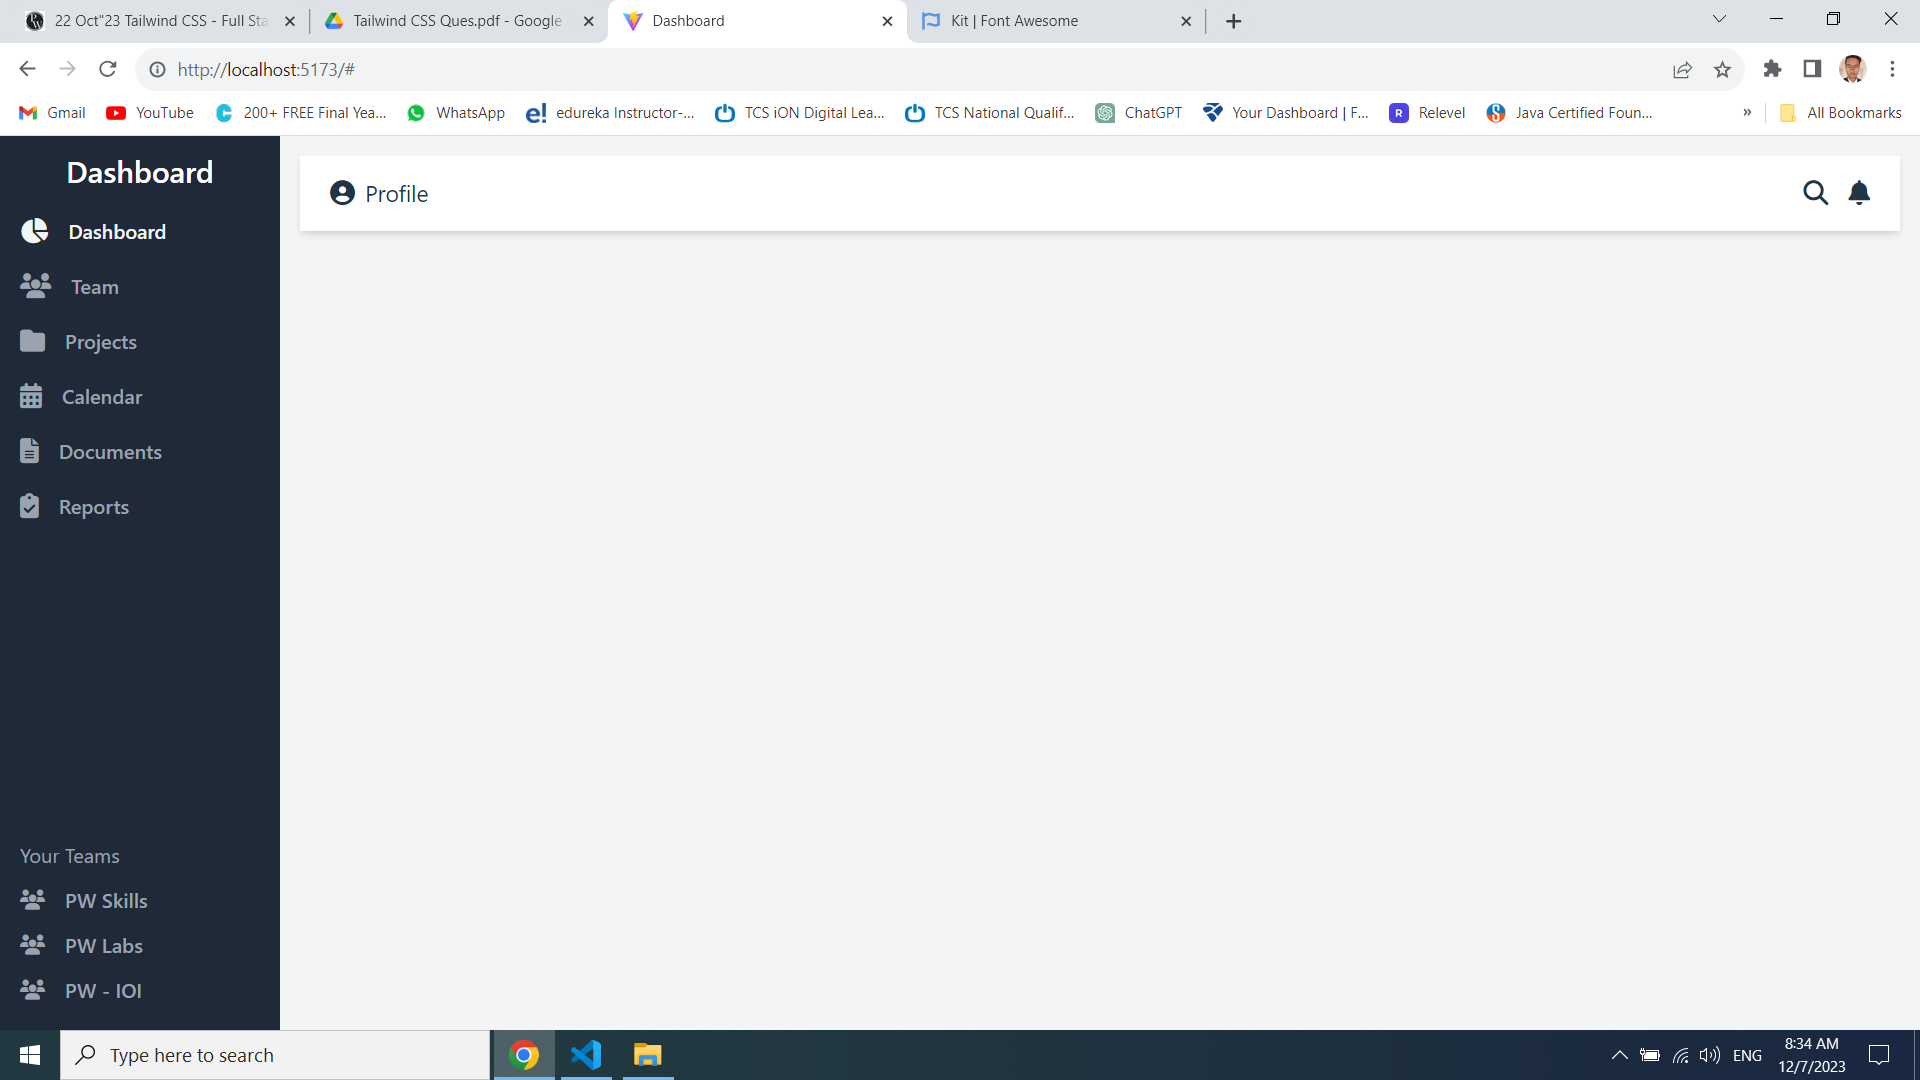 22 Oct"23 Tailwind CSS - Full Sta
Tailwind CSS Ques.pdf - Google
Dashboard
Kit | Font Awesome
http://localhost:5173/#
Gmail
YouTube
200+ FREE Final Yea...
WhatsApp
edureka Instructor-...
TCS iON Digital Lea...
TCS National Qualif...
ChatGPT
Your Dashboard | F...
Relevel
Java Certified Foun...
»
All Bookmarks
Dashboard
Dashboard
Team
Projects
Calendar
Documents
Reports
Your Teams
PW Skills
PW Labs
PW - IOI
Profile
Type here to search
ENG
8:34 AM
12/7/2023